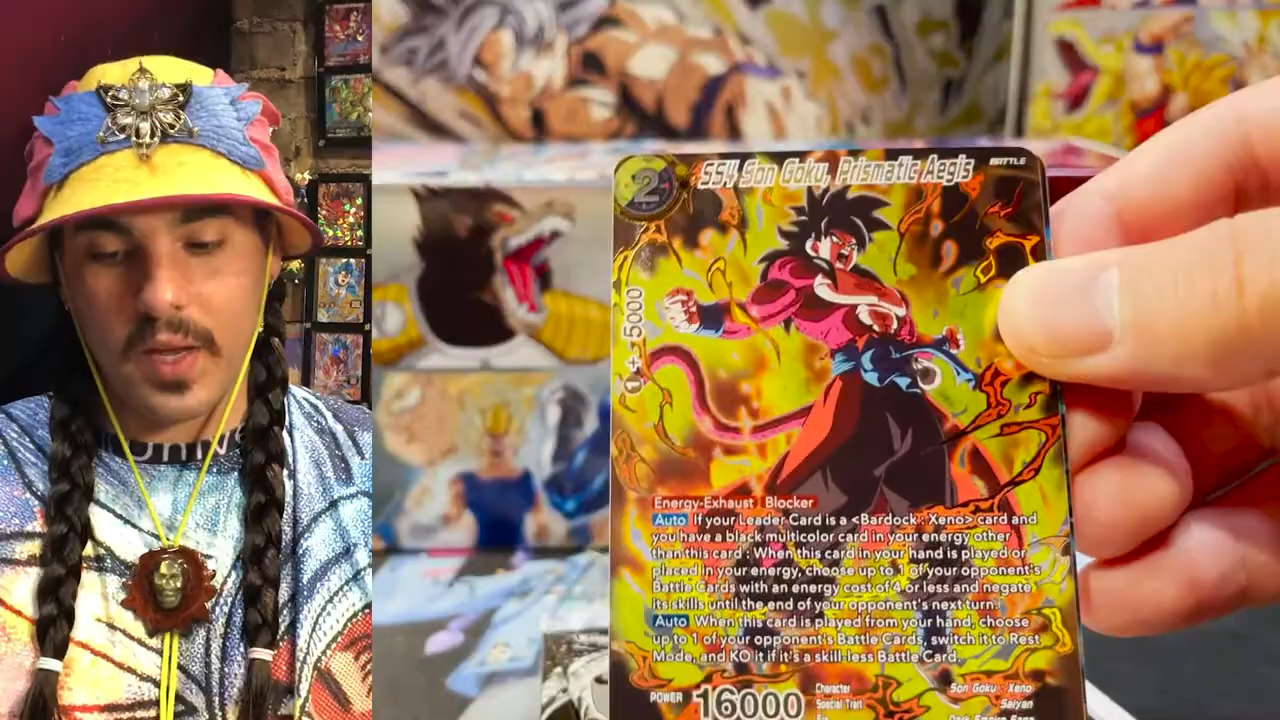 SS4 Son Goku, Prismatic Aegis
BATTLE
2
1 + 5000
Energy-Exhaust Blocker
Auto If your Leader Card is a <Bardock : Xeno> card and
you have a black multicolor card in your energy other
than this card : When this card in your hand is played or
placed in your energy, choose up to 1 of your opponent's
Battle Cards with an energy cost of 4 or less and negate
its skills until the end of your opponent's next turn.
Auto When this card is played from your hand, choose
up to 1 of your opponent's Battle Cards, switch it to Rest
Mode, and KO it if it's a skill-less Battle Card.
POWER 16000
Character Son Goku : Xeno
Special Trait Saiyan
Era Dark Empire Saga